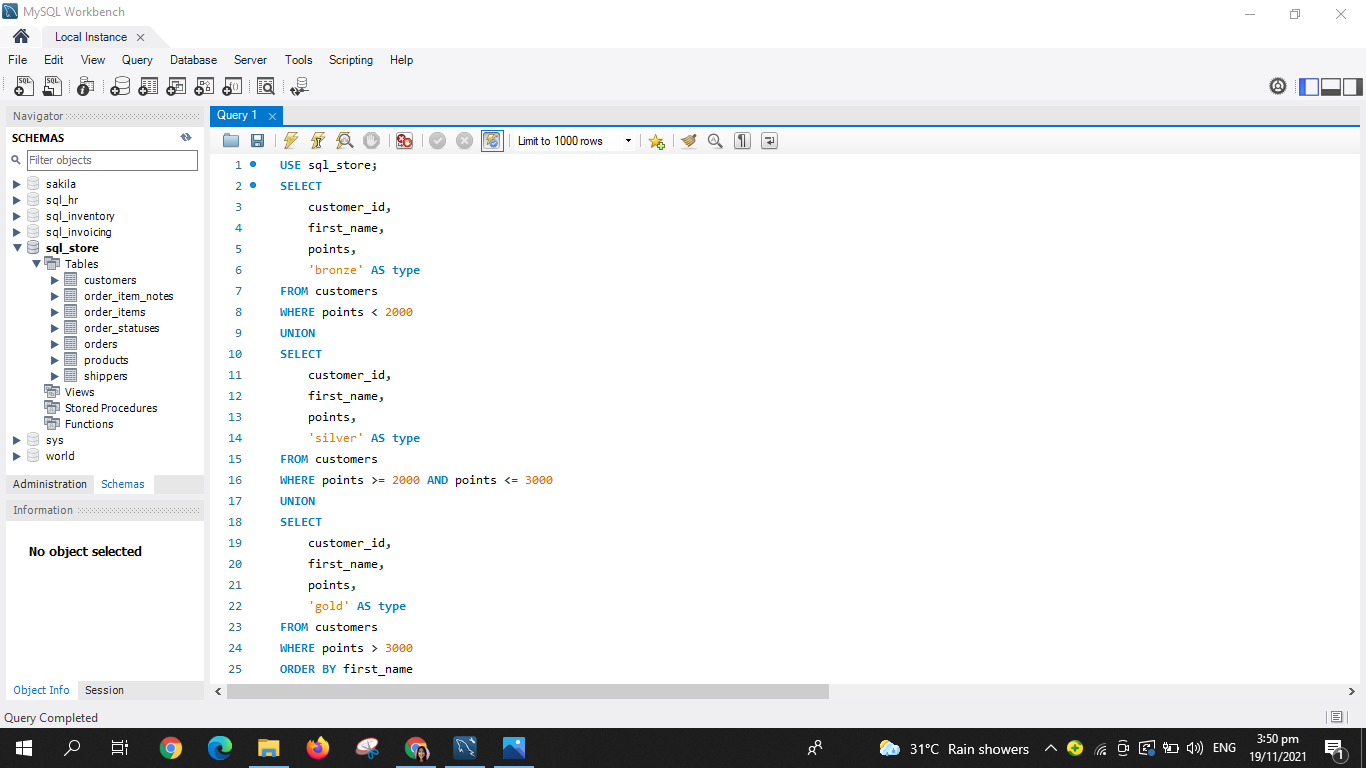 MySQL Workbench
Local Instance
File Edit View Query Database Server Tools Scripting Help
Navigator
SCHEMAS
Filter objects
sakila
sql_hr
sql_inventory
sql_invoicing
sql_store
Tables
customers
order_item_notes
order_items
order_statuses
orders
products
shippers
Views
Stored Procedures
Functions
sys
world
Administration Schemas
Information
No object selected
Object Info Session
Query 1
Limit to 1000 rows
1 USE sql_store;
2 SELECT
3 customer_id,
4 first_name,
5 points,
6 'bronze' AS type
7 FROM customers
8 WHERE points < 2000
9 UNION
10 SELECT
11 customer_id,
12 first_name,
13 points,
14 'silver' AS type
15 FROM customers
16 WHERE points >= 2000 AND points <= 3000
17 UNION
18 SELECT
19 customer_id,
20 first_name,
21 points,
22 'gold' AS type
23 FROM customers
24 WHERE points > 3000
25 ORDER BY first_name
Query Completed
31°C Rain showers
ENG
3:50 pm
19/11/2021
1